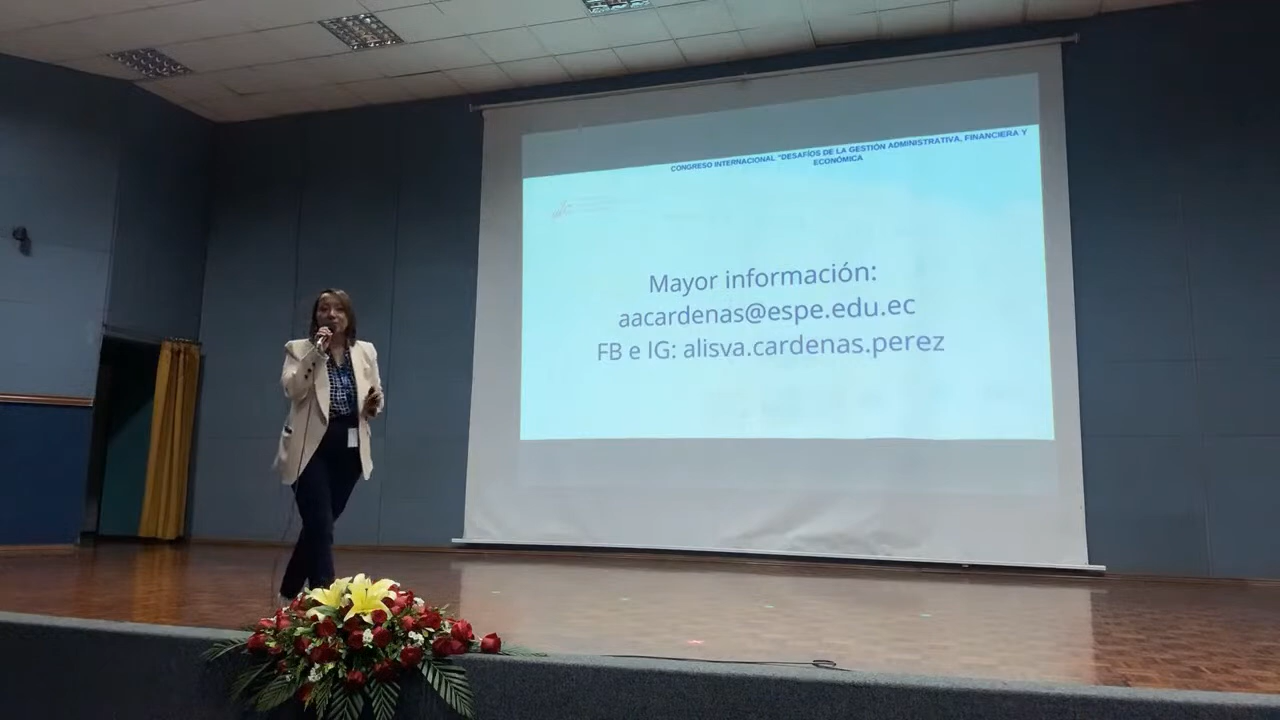 CONGRESO INTERNACIONAL "DESAFÍOS DE LA GESTIÓN ADMINISTRATIVA, FINANCIERA Y
ECONÓMICA
Mayor información:
aacardenas@espe.edu.ec
FB e IG: alisva.cardenas.perez